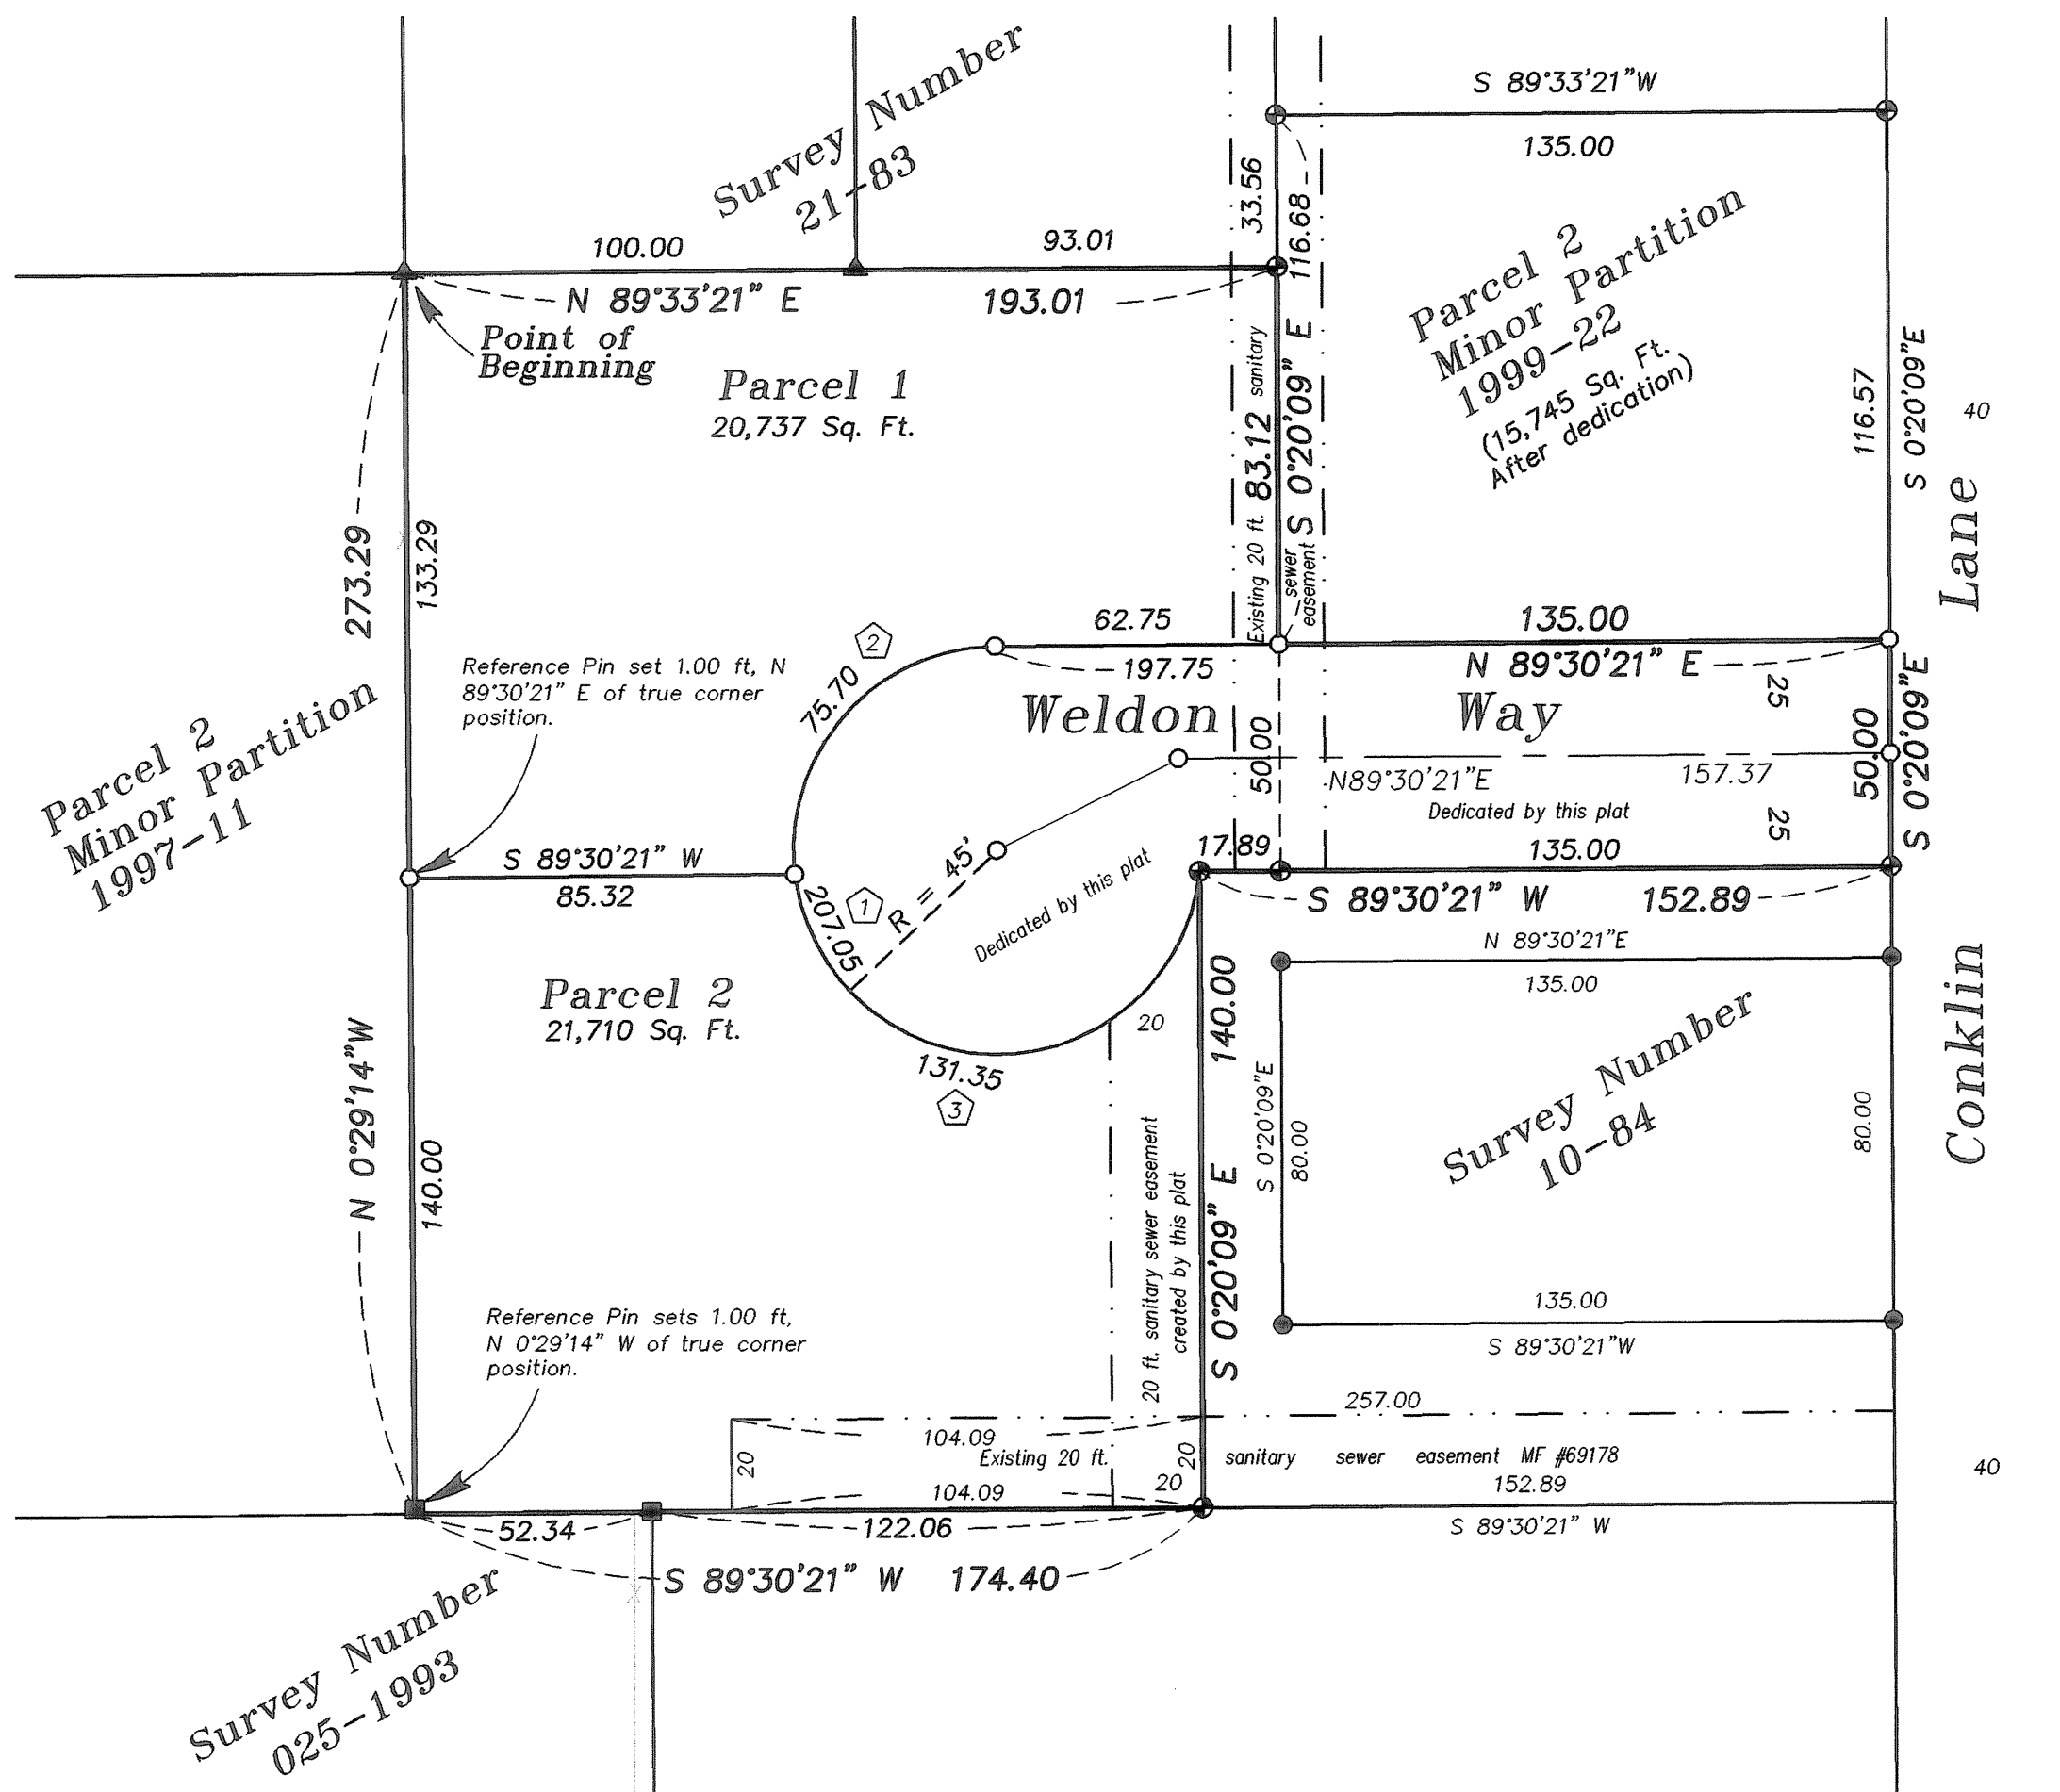 S 89°33'21"W
135.00
Survey Number
21-83
33.56
116.68
100.00
93.01
N 89°33'21" E
193.01
Point of
Beginning
Parcel 1
20,737 Sq. Ft.
Parcel 2
Minor Partition
1999-22
(15,745 Sq. Ft.
After dedication)
116.57
S 0°20'09"E
40
Existing 20 ft. sanitary
sewer
easement
83.12
S 0°20'09" E
273.29
133.29
Lane
Reference Pin set 1.00 ft, N
89°30'21" E of true corner
position.
2
75.70
62.75
197.75
135.00
N 89°30'21" E
25
Weldon Way
50.00
N89°30'21"E
157.37
50.00
S 0°20'09"E
Dedicated by this plat
25
Parcel 2
Minor Partition
1997-11
S 89°30'21" W
85.32
207.05
1
R = 45'
Dedicated by this plat
17.89
135.00
S 89°30'21" W
152.89
N 89°30'21"E
135.00
Parcel 2
21,710 Sq. Ft.
131.35
3
20
140.00
S 0°20'09" E
S 0°20'09"E
80.00
Survey Number
10-84
80.00
Conklin
N 0°29'14"W
140.00
20 ft. sanitary sewer easement
created by this plat
135.00
S 89°30'21"W
Reference Pin sets 1.00 ft,
N 0°29'14" W of true corner
position.
257.00
104.09
20
Existing 20 ft. sanitary sewer easement MF #69178
20
20
104.09
152.89
40
52.34
122.06
S 89°30'21" W
S 89°30'21" W 174.40
Survey Number
025-1993